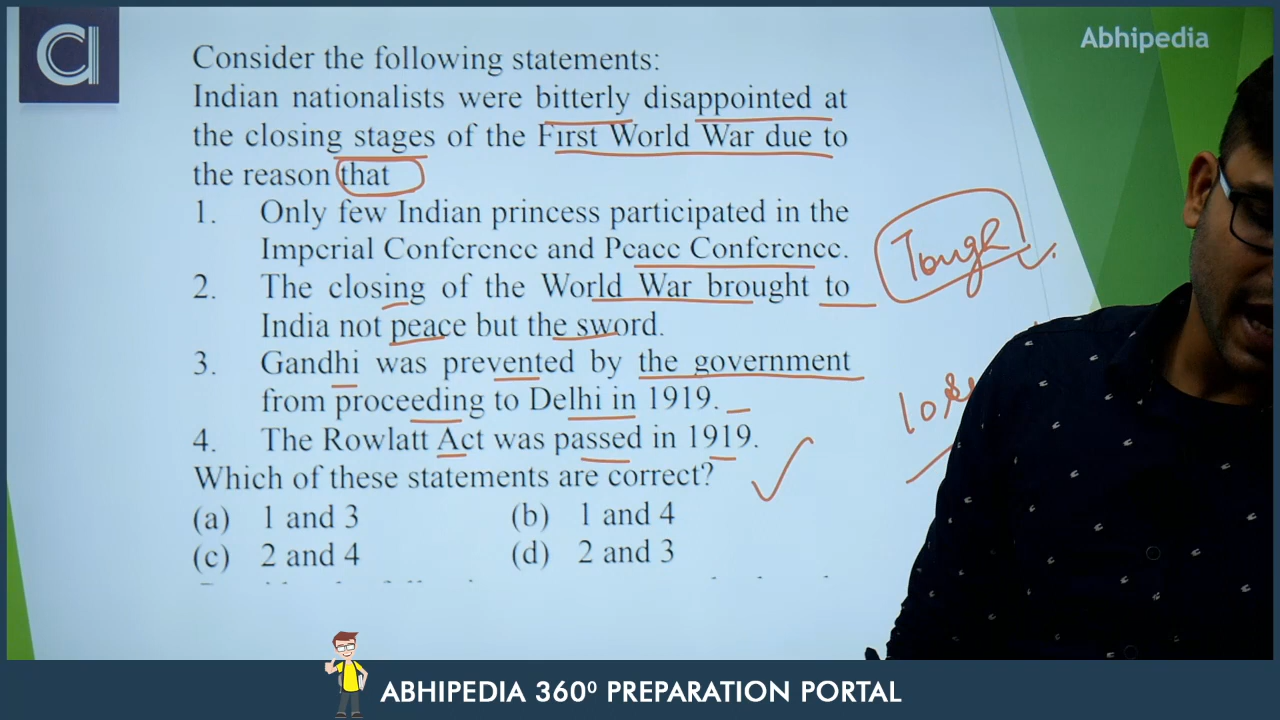 Abhipedia
Consider the following statements:
Indian nationalists were bitterly disappointed at
the closing stages of the First World War due to
the reason that
1. Only few Indian princess participated in the
Imperial Conference and Peace Conference.
2. The closing of the World War brought to
India not peace but the sword.
3. Gandhi was prevented by the government
from proceeding to Delhi in 1919.
4. The Rowlatt Act was passed in 1919.
Which of these statements are correct?
(a) 1 and 3 (b) 1 and 4
(c) 2 and 4 (d) 2 and 3
Tough
ABHIPEDIA 360⁰ PREPARATION PORTAL